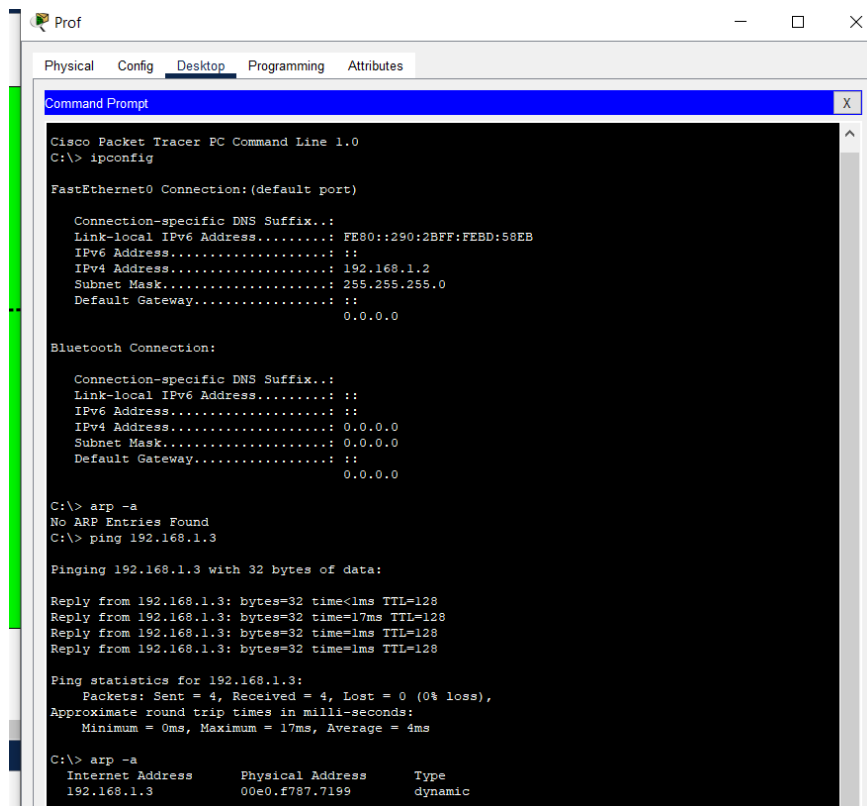 Prof
Physical Config Desktop Programming Attributes
Command Prompt X
Cisco Packet Tracer PC Command Line 1.0
C:\> ipconfig
FastEthernet0 Connection:(default port)
Connection-specific DNS Suffix..:
Link-local IPv6 Address.........: FE80::290:2BFF:FEBD:58EB
IPv6 Address....................: ::
IPv4 Address....................: 192.168.1.2
Subnet Mask.....................: 255.255.255.0
Default Gateway.................: ::
0.0.0.0
Bluetooth Connection:
Connection-specific DNS Suffix..:
Link-local IPv6 Address.........: ::
IPv6 Address....................: ::
IPv4 Address....................: 0.0.0.0
Subnet Mask.....................: 0.0.0.0
Default Gateway.................: ::
0.0.0.0
C:\> arp -a
No ARP Entries Found
C:\> ping 192.168.1.3
Pinging 192.168.1.3 with 32 bytes of data:
Reply from 192.168.1.3: bytes=32 time<1ms TTL=128
Reply from 192.168.1.3: bytes=32 time=17ms TTL=128
Reply from 192.168.1.3: bytes=32 time=1ms TTL=128
Reply from 192.168.1.3: bytes=32 time=1ms TTL=128
Ping statistics for 192.168.1.3:
Packets: Sent = 4, Received = 4, Lost = 0 (0% loss),
Approximate round trip times in milli-seconds:
Minimum = 0ms, Maximum = 17ms, Average = 4ms
C:\> arp -a
Internet Address Physical Address Type
192.168.1.3 00e0.f787.7199 dynamic